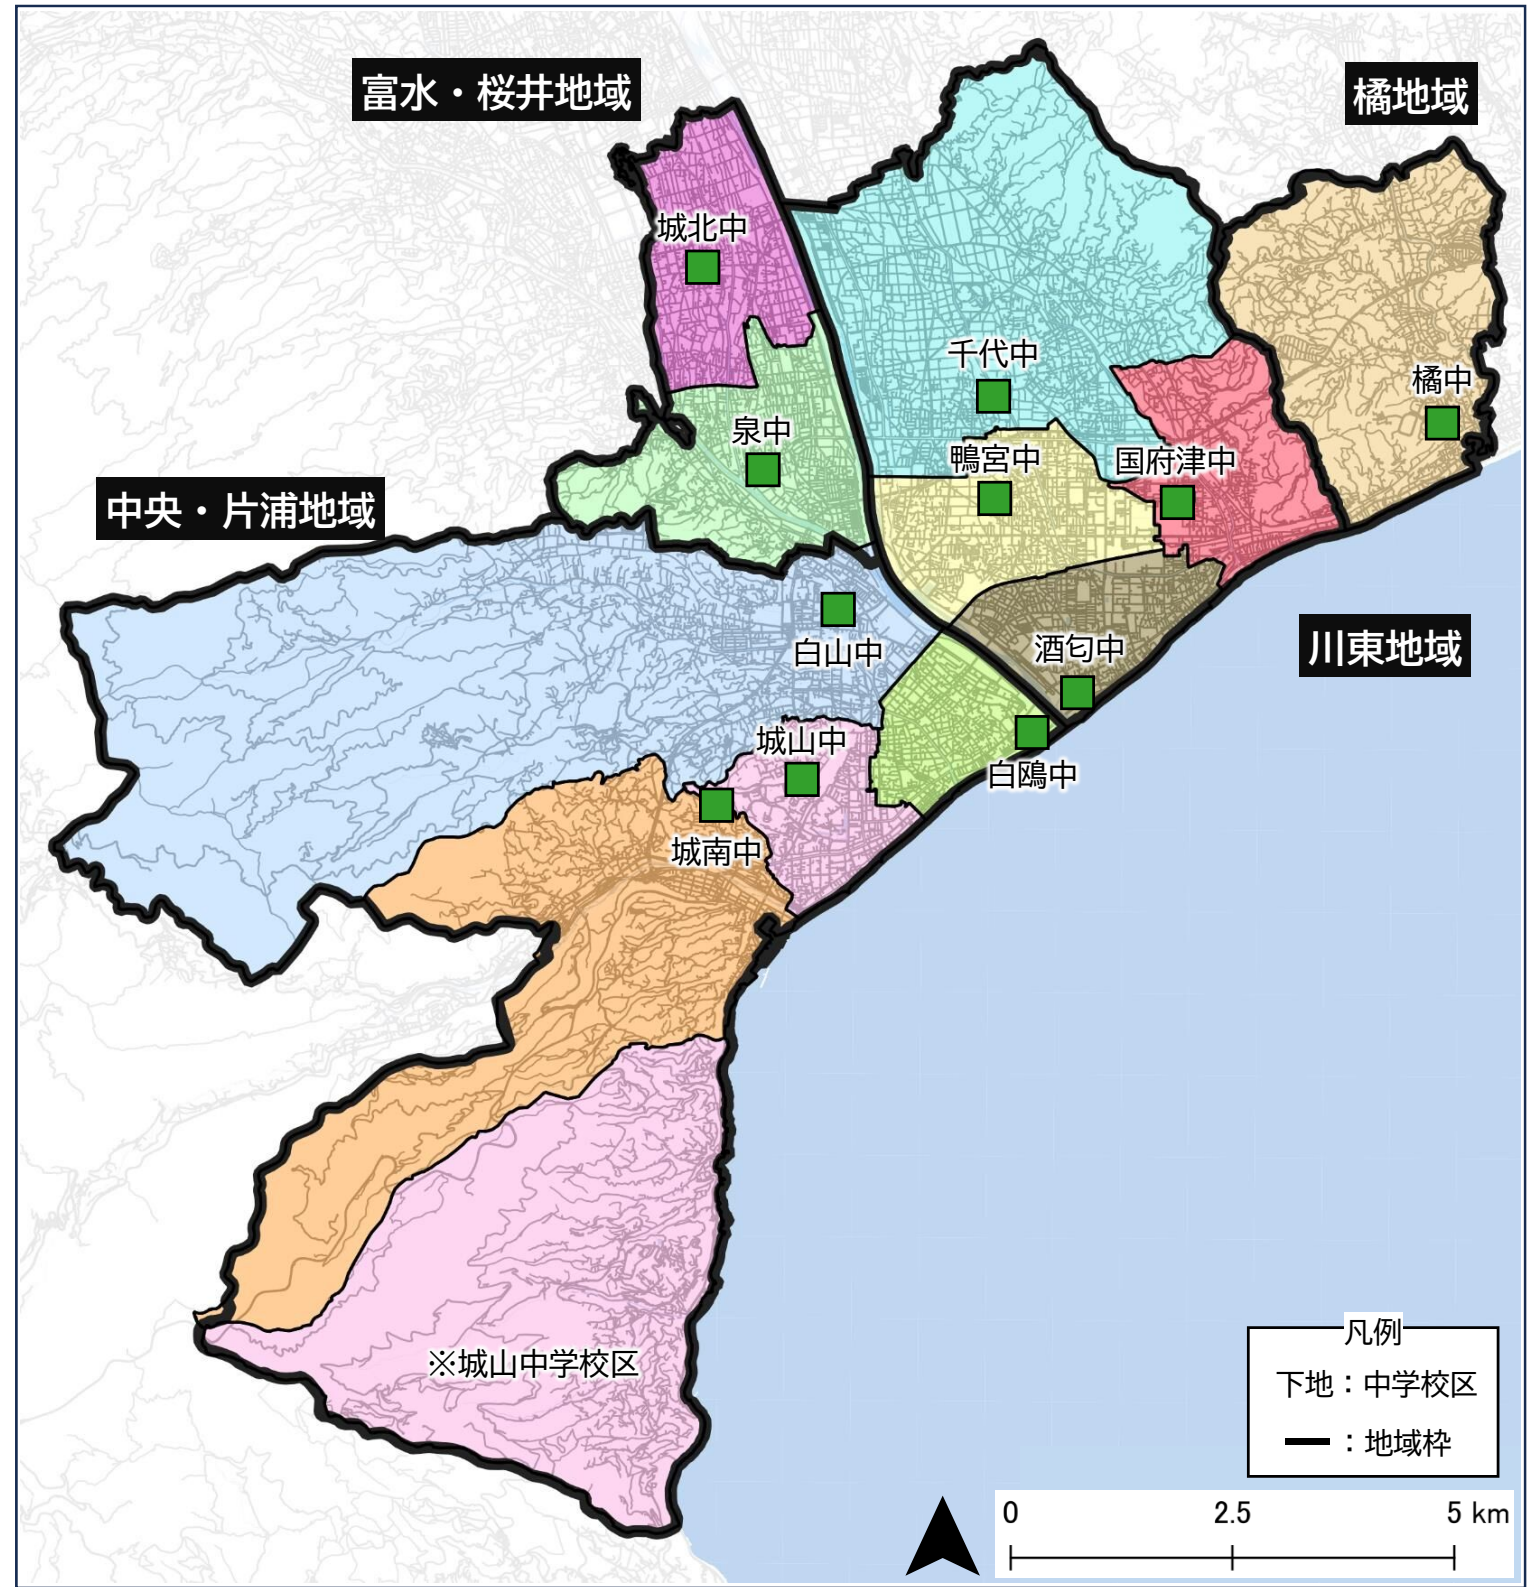 富水・桜井地域
橘地域
城北中
千代中
橘中
泉中
鴨宮中
国府津中
中央・片浦地域
白山中
酒匂中
川東地域
城山中
白鴎中
城南中
※城山中学校区
凡例
下地：中学校区
：地域枠
0 2.5 5 km